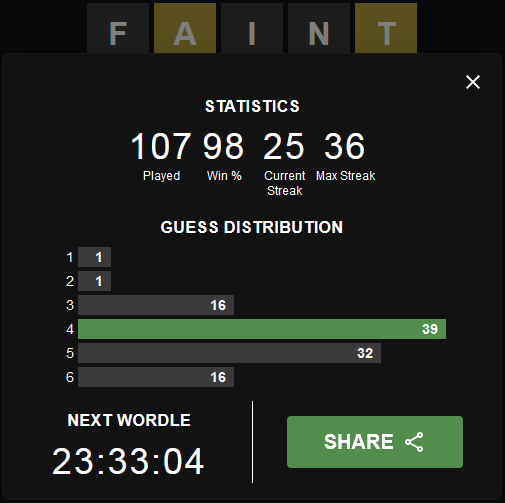 F A I N T
STATISTICS
107 98 25 36
Played Win % Current Streak Max Streak
GUESS DISTRIBUTION
1 1
2 1
3 16
4 39
5 32
6 16
NEXT WORDLE
23:33:04
SHARE